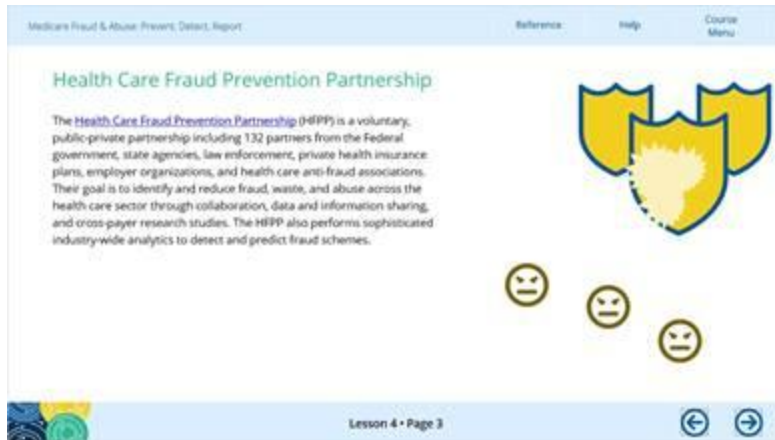 Medicare Fraud & Abuse: Prevent, Detect, Report
Reference
Help
Course
Menu
Health Care Fraud Prevention Partnership
The Health Care Fraud Prevention Partnership (HFPP) is a voluntary,
public-private partnership including 132 partners from the Federal
government, state agencies, law enforcement, private health insurance
plans, employer organizations, and health care anti-fraud associations.
Their goal is to identify and reduce fraud, waste, and abuse across the
health care sector through collaboration, data and information sharing,
and cross-payer research studies. The HFPP also performs sophisticated
industry-wide analytics to detect and predict fraud schemes.
Lesson 4 • Page 3